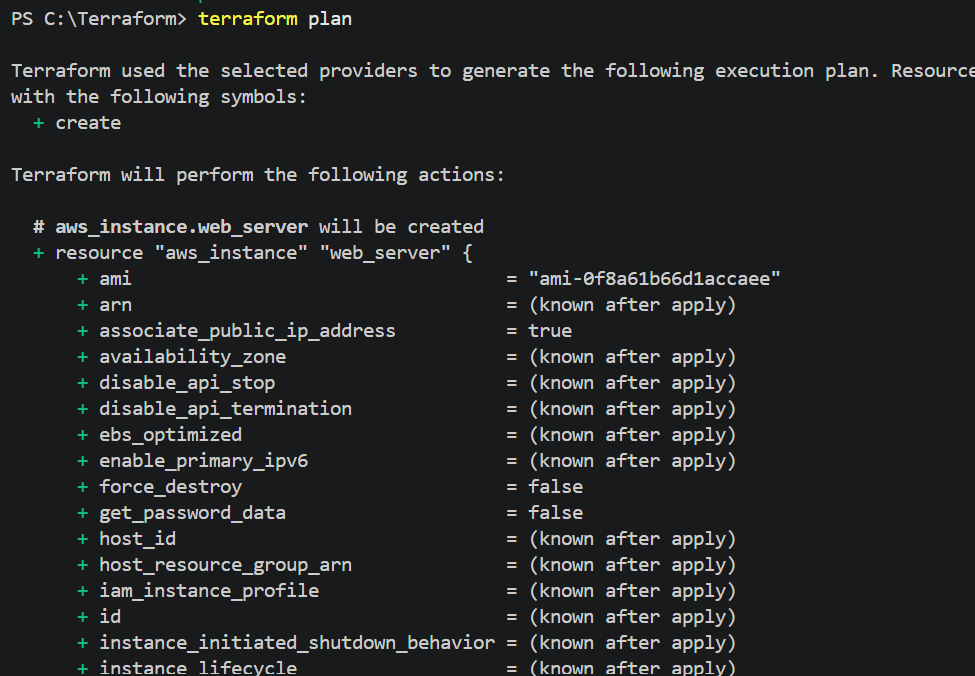 PS C:\Terraform> terraform plan
Terraform used the selected providers to generate the following execution plan. Resource
with the following symbols:
+ create
Terraform will perform the following actions:
# aws_instance.web_server will be created
+ resource "aws_instance" "web_server" {
+ ami = "ami-0f8a61b66d1accaee"
+ arn = (known after apply)
+ associate_public_ip_address = true
+ availability_zone = (known after apply)
+ disable_api_stop = (known after apply)
+ disable_api_termination = (known after apply)
+ ebs_optimized = (known after apply)
+ enable_primary_ipv6 = (known after apply)
+ force_destroy = false
+ get_password_data = false
+ host_id = (known after apply)
+ host_resource_group_arn = (known after apply)
+ iam_instance_profile = (known after apply)
+ id = (known after apply)
+ instance_initiated_shutdown_behavior = (known after apply)
+ instance_lifecycle = (known after apply)